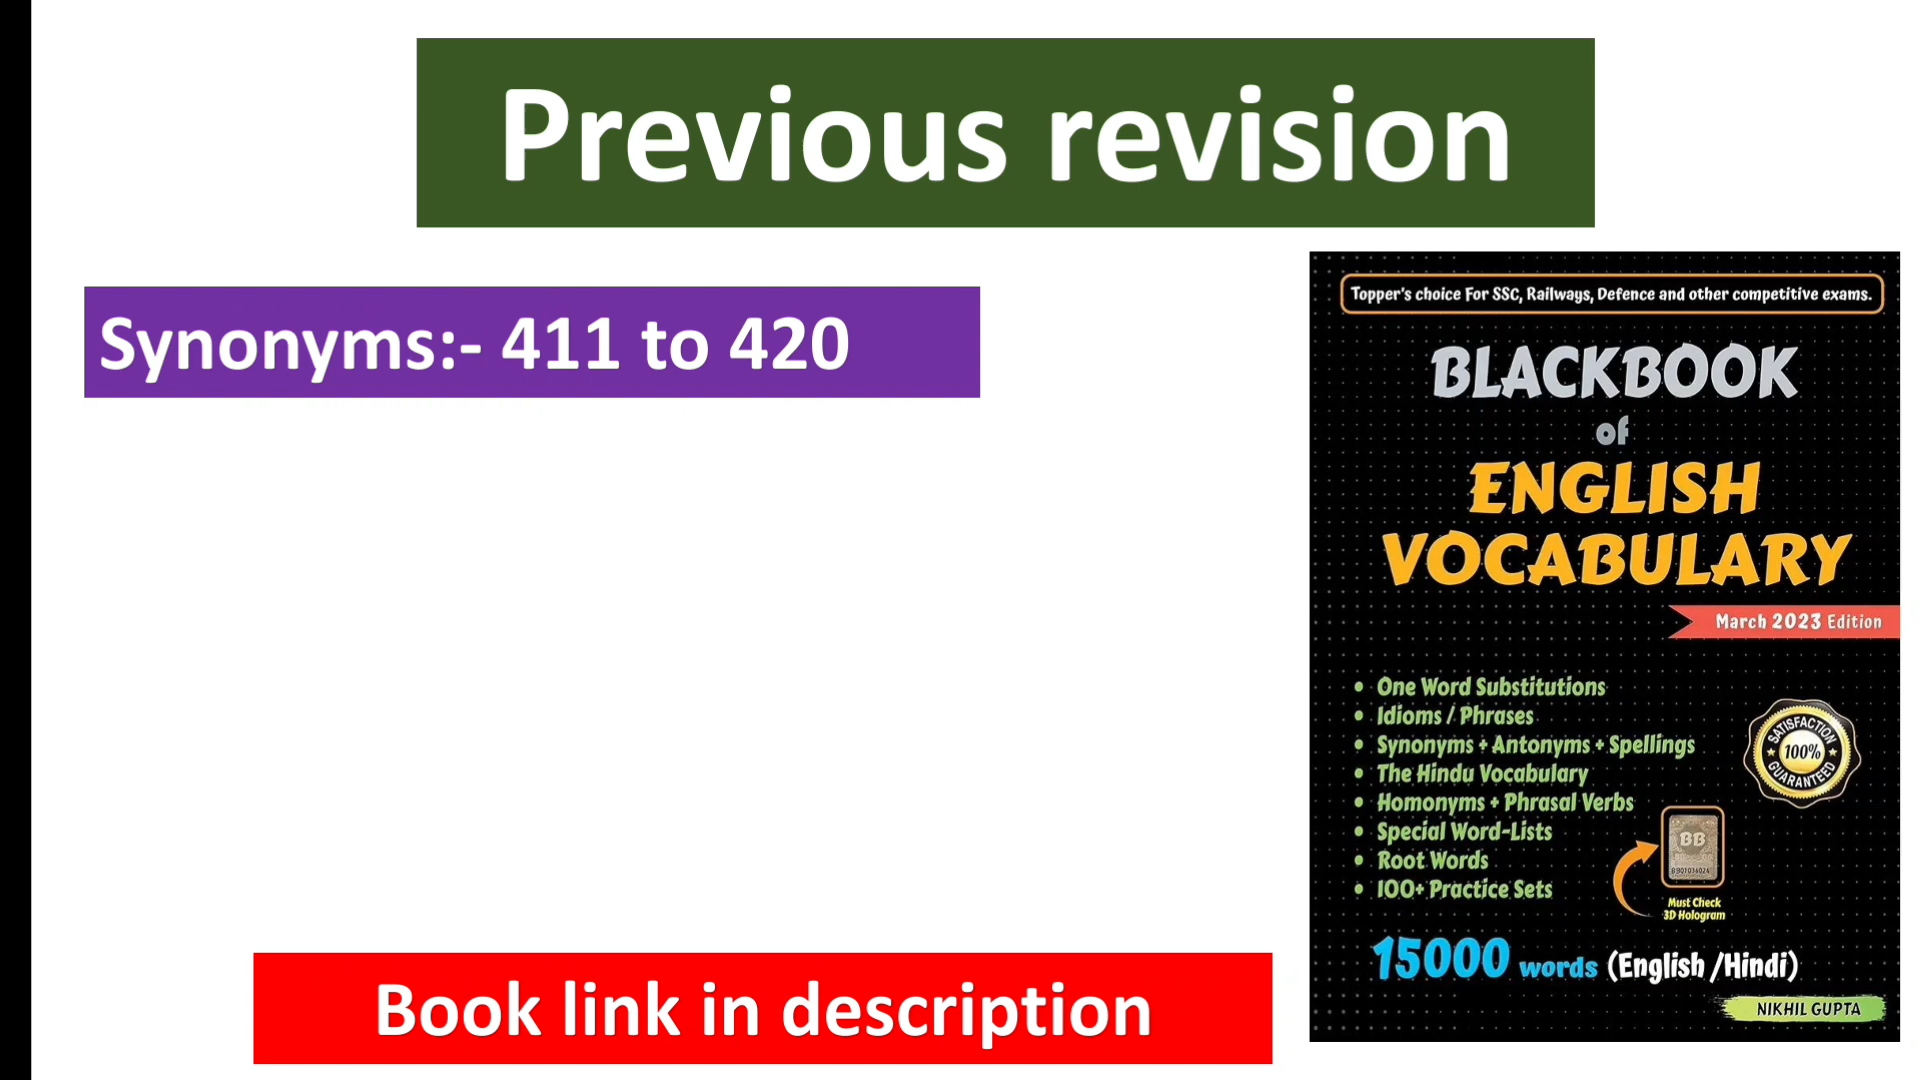 Previous revision
Synonyms:- 411 to 420
Topper's choice For SSC, Railways, Defence and other competitive exams.
BLACKBOOK
of
ENGLISH
VOCABULARY
March 2023 Edition
• One Word Substitutions
• Idioms / Phrases
• Synonyms + Antonyms + Spellings
• The Hindu Vocabulary
• Homonyms + Phrasal Verbs
• Special Word-Lists
• Root Words
• 100+ Practice Sets
SATISFACTION
100%
GUARANTEED
BB
Must Check
3D Hologram
15000 words (English /Hindi)
NIKHIL GUPTA
Book link in description